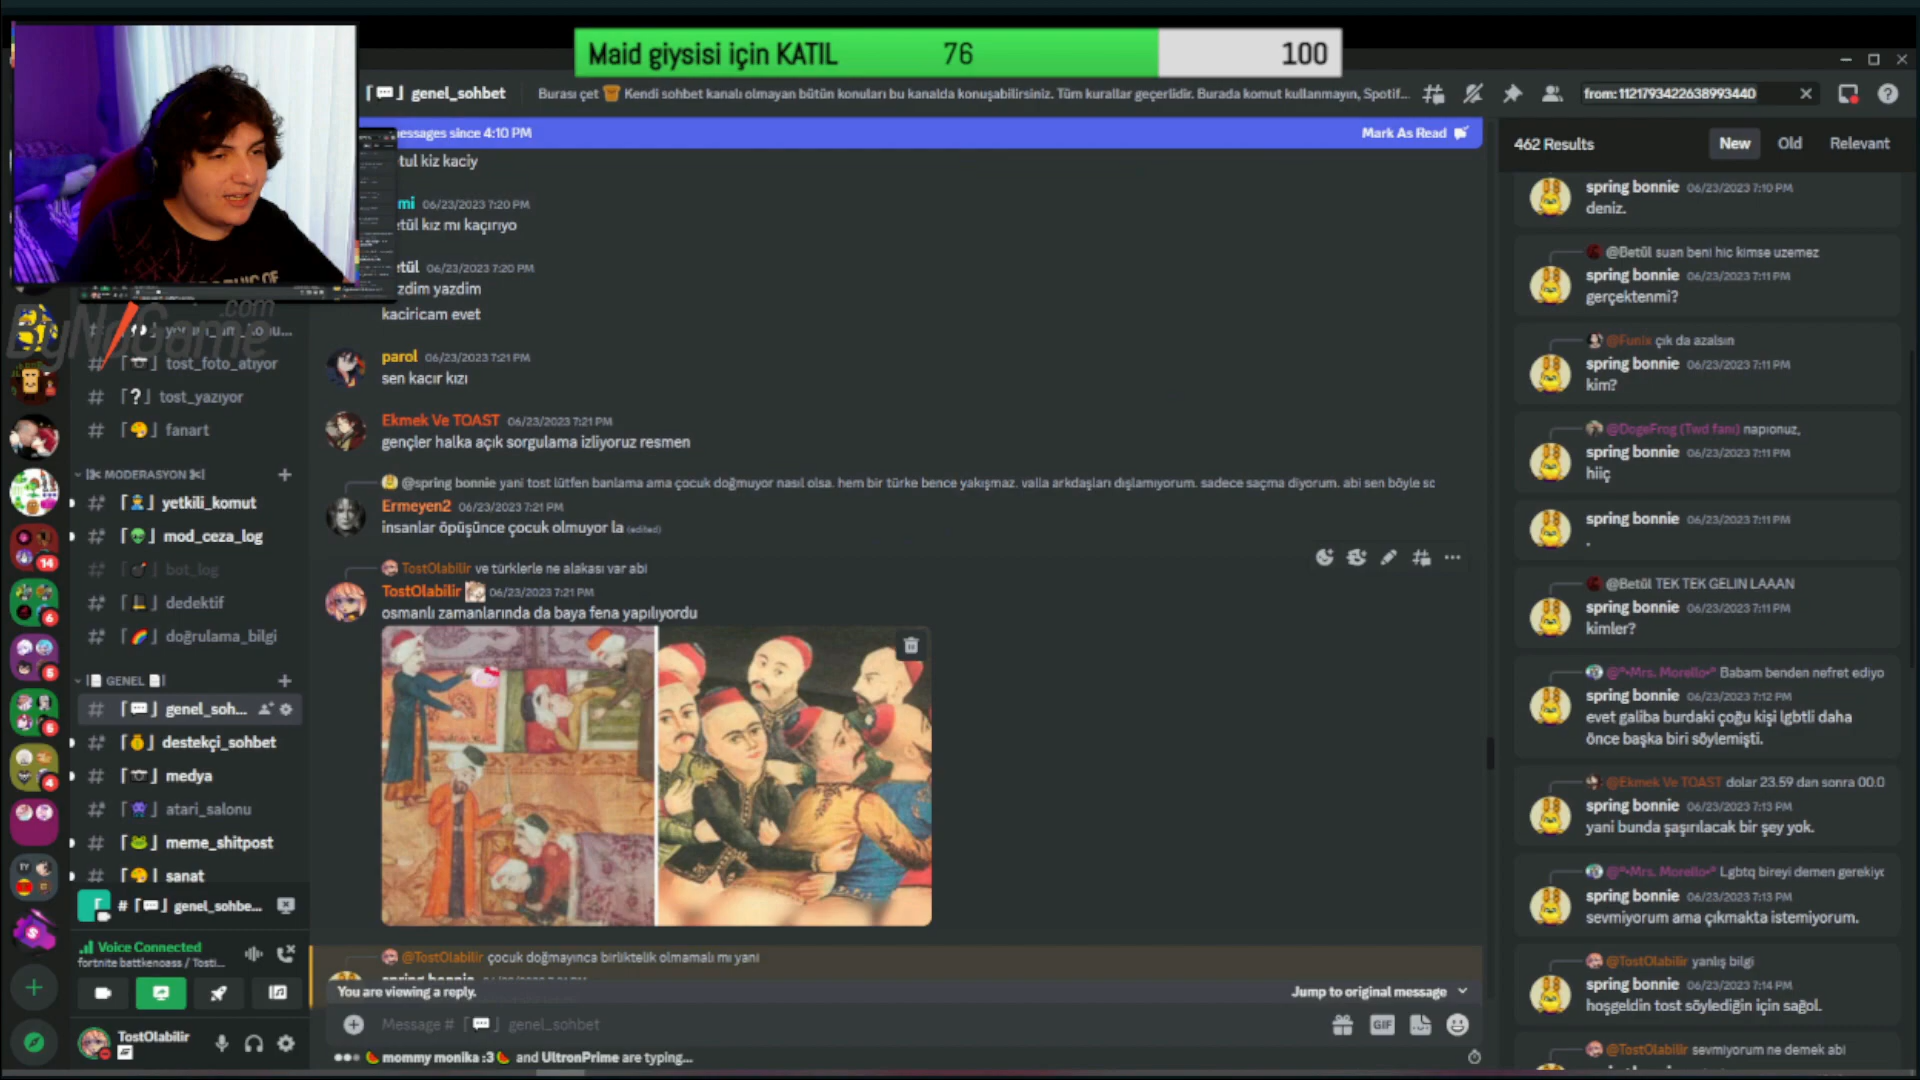 Maid giysisi için KATIL 76 100
genel_sohbet
Burası çet Kendi sohbet kanalı olmayan bütün konuları bu kanalda konuşabilirsiniz. Tüm kurallar geçerlidir. Burada komut kullanmayın, Spotif...
from: 1121793422638993440
essages since 4:10 PM
Mark As Read
tul kiz kaciy
mi 06/23/2023 7:20 PM
tül kız mı kaçırıyo
tül 06/23/2023 7:20 PM
zdim yazdim
kaciricam evet
parol 06/23/2023 7:21 PM
sen kacır kızı
Ekmek Ve TOAST 06/23/2023 7:21 PM
gençler halka açık sorgulama izliyoruz resmen
@spring bonnie yani tost lütfen banlama ama çocuk doğmuyor nasıl olsa. hem bir türke bence yakışmaz. valla arkdaşları dışlamıyorum. sadece saçma diyorum. abi sen böyle sc
Ermeyen2 06/23/2023 7:21 PM
insanlar öpüşünce çocuk olmuyor la (edited)
TostOlabilir ve türklerle ne alakası var abi
TostOlabilir 06/23/2023 7:21 PM
osmanlı zamanlarında da baya fena yapılıyordu
@TostOlabilir çocuk doğmayınca birliktelik olmamalı mı yani
spring bonnie
You are viewing a reply.
Jump to original message
Message # genel_sohbet
GIF
mommy monika :3 and UltronPrime are typing...
ByNoGame
.com
tost_foto_atıyor
tost_yazıyor
fanart
MODERASYON
yetkili_komut
mod_ceza_log
bot_log
dedektif
doğrulama_bilgi
GENEL
genel_soh...
destekçi_sohbet
medya
atari_salonu
meme_shitpost
sanat
# genel_sohbe...
Voice Connected
fortnite battkenoass / Tosti...
TostOlabilir
14
6
5
6
4
TY
462 Results
New
Old
Relevant
spring bonnie 06/23/2023 7:10 PM
deniz.
@Betül suan beni hic kimse uzemez
spring bonnie 06/23/2023 7:11 PM
gerçektenmi?
@Funix çık da azalsın
spring bonnie 06/23/2023 7:11 PM
kim?
@DogeFrog (Twd fanı) napıonuz,
spring bonnie 06/23/2023 7:11 PM
hiiç
spring bonnie 06/23/2023 7:11 PM
.
@Betül TEK TEK GELIN LAAAN
spring bonnie 06/23/2023 7:11 PM
kimler?
@°•Mrs. Morello•° Babam benden nefret ediyo
spring bonnie 06/23/2023 7:12 PM
evet galiba burdaki çoğu kişi lgbtli daha
önce başka biri söylemişti.
@Ekmek Ve TOAST dolar 23.59 dan sonra 00.0
spring bonnie 06/23/2023 7:13 PM
yani bunda şaşırılacak bir şey yok.
@°•Mrs. Morello•° Lgbtq bireyi demen gerekiyo
spring bonnie 06/23/2023 7:13 PM
sevmiyorum ama çıkmakta istemiyorum.
@TostOlabilir yanlış bilgi
spring bonnie 06/23/2023 7:14 PM
hoşgeldin tost söylediğin için sağol.
@TostOlabilir sevmiyorum ne demek abi